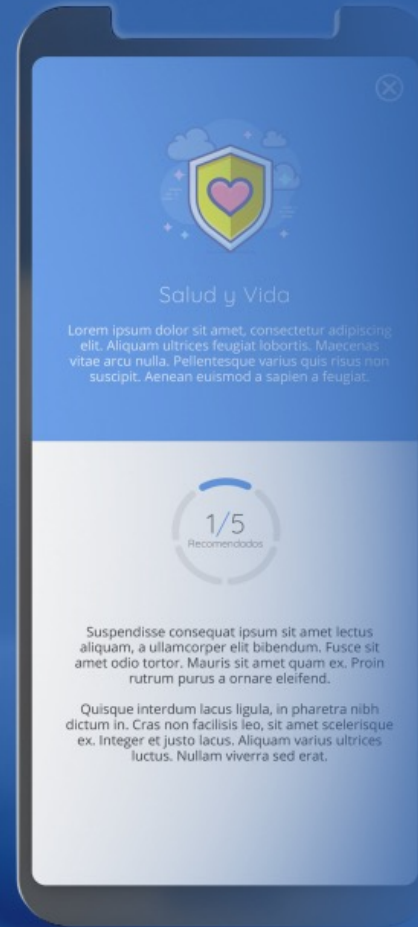 Salud y Vida
Lorem ipsum dolor sit amet, consectetur adipiscing
elit. Aliquam ultrices feugiat lobortis. Maecenas
vitae arcu nulla. Pellentesque varius quis risus non
suscipit. Aenean euismod a sapien a feugiat.
1/5
Recomendados
Suspendisse consequat ipsum sit amet lectus
aliquam, a ullamcorper elit bibendum. Fusce sit
amet odio tortor. Mauris sit amet quam ex. Proin
rutrum purus a ornare eleifend.
Quisque interdum lacus ligula, in pharetra nibh
dictum in. Cras non facilisis leo, sit amet scelerisque
ex. Integer et justo lacus. Aliquam varius ultrices
luctus. Nullam viverra sed erat.